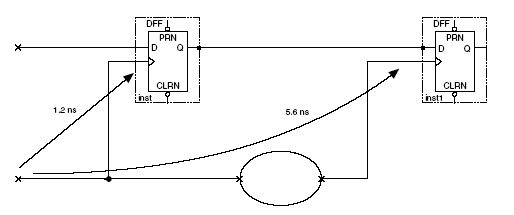 DFF DFF
PRN PRN
D Q D Q
CLRN CLRN
inst inst1
1.2 ns 5.6 ns